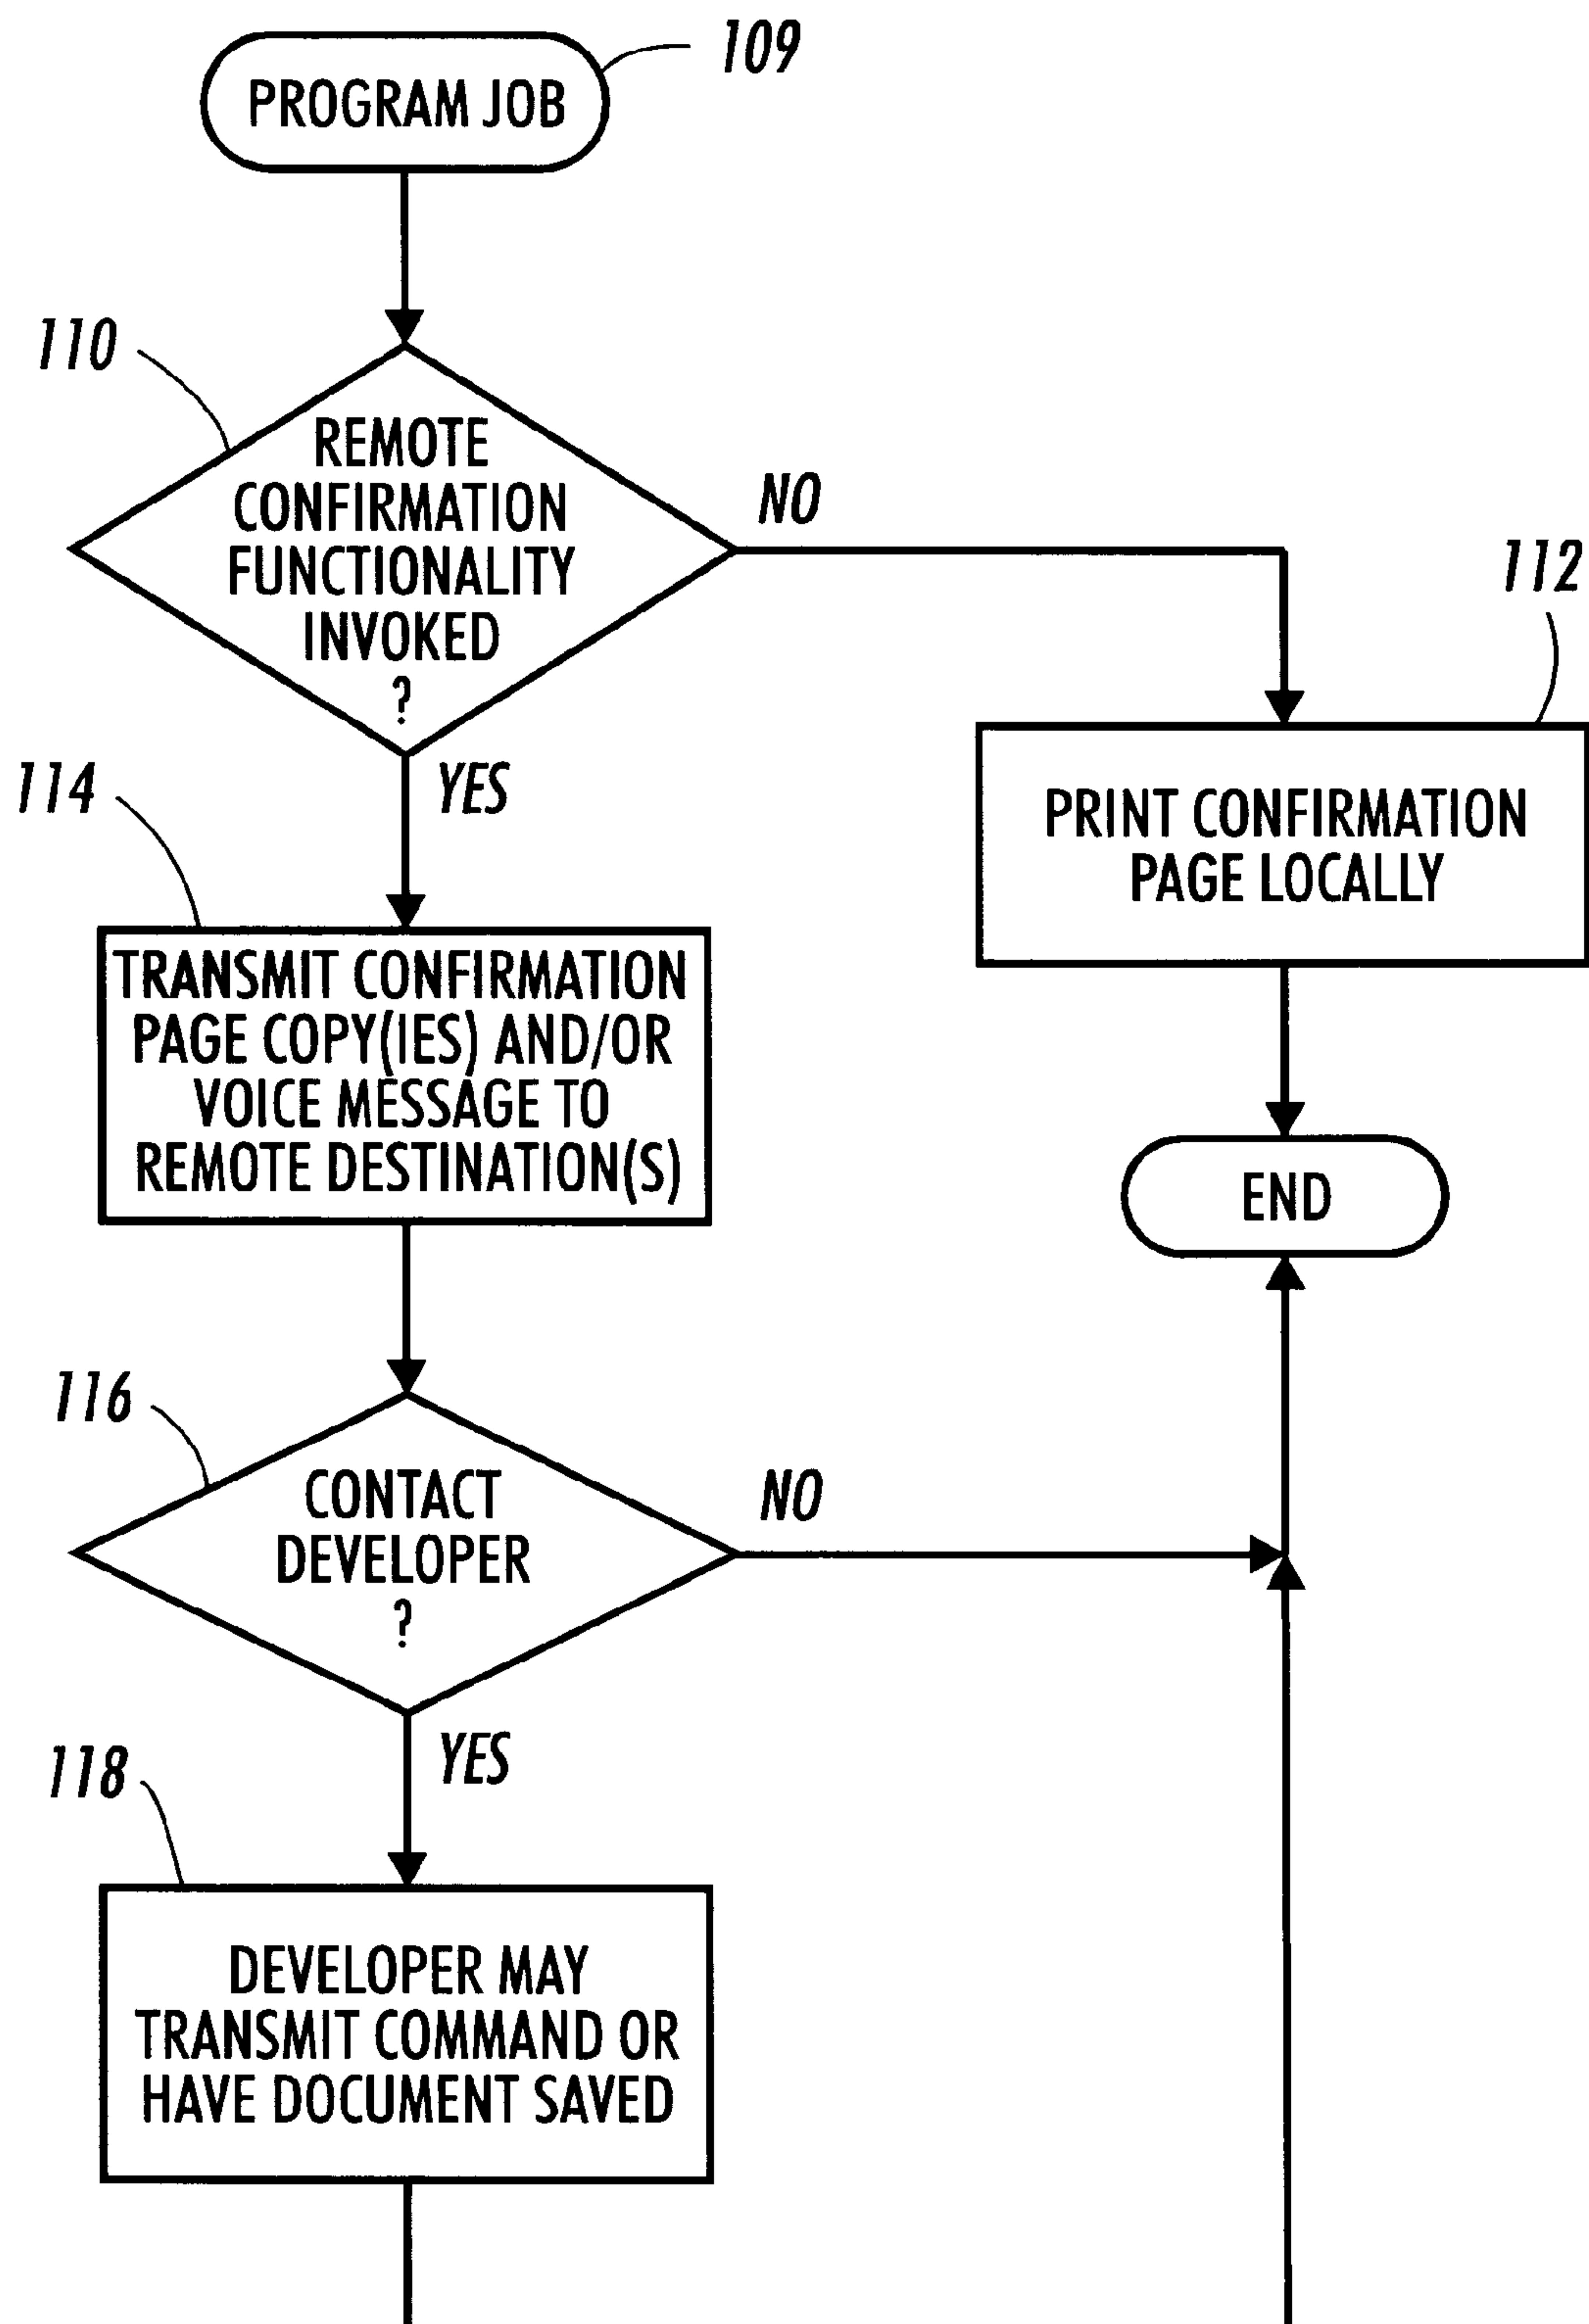 109
PROGRAM JOB
110
REMOTE
CONFIRMATION
FUNCTIONALITY
INVOKED
?
NO
YES
112
PRINT CONFIRMATION
PAGE LOCALLY
114
TRANSMIT CONFIRMATION
PAGE COPY(IES) AND/OR
VOICE MESSAGE TO
REMOTE DESTINATION(S)
END
116
CONTACT
DEVELOPER
?
NO
YES
118
DEVELOPER MAY
TRANSMIT COMMAND OR
HAVE DOCUMENT SAVED